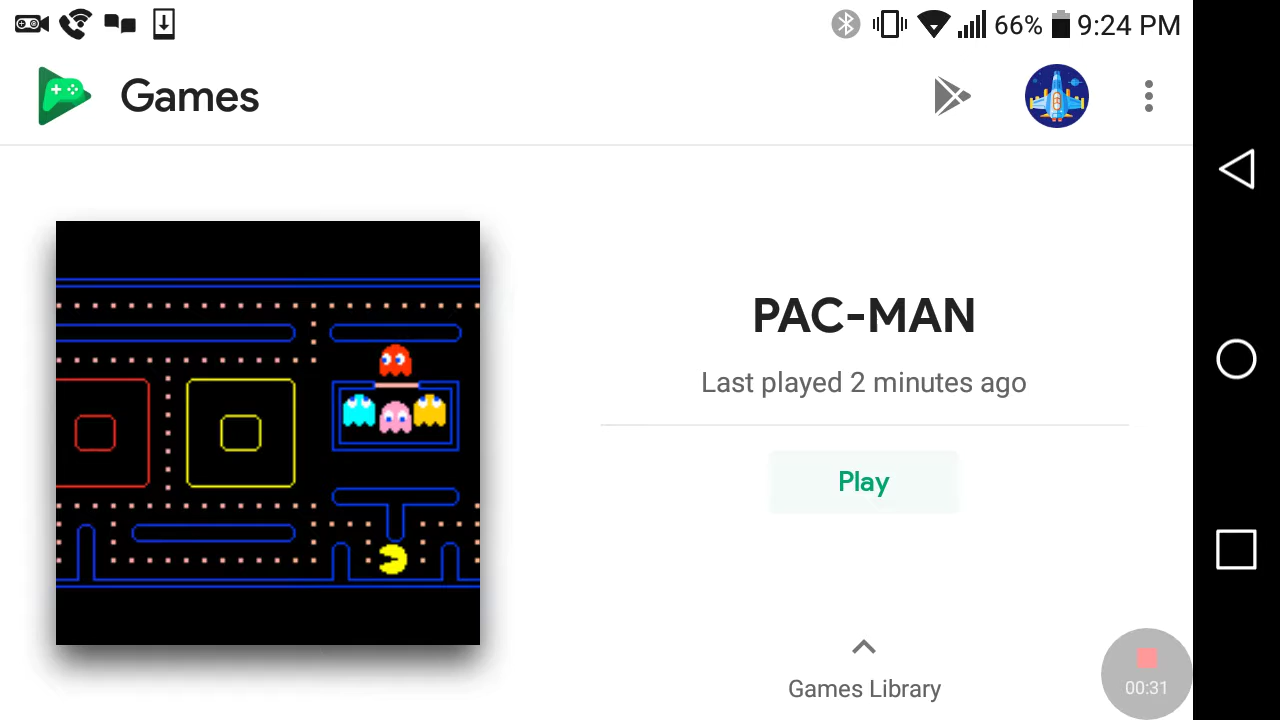 66% 9:24 PM
Games
PAC-MAN
Last played 2 minutes ago
Play
Games Library
00:31